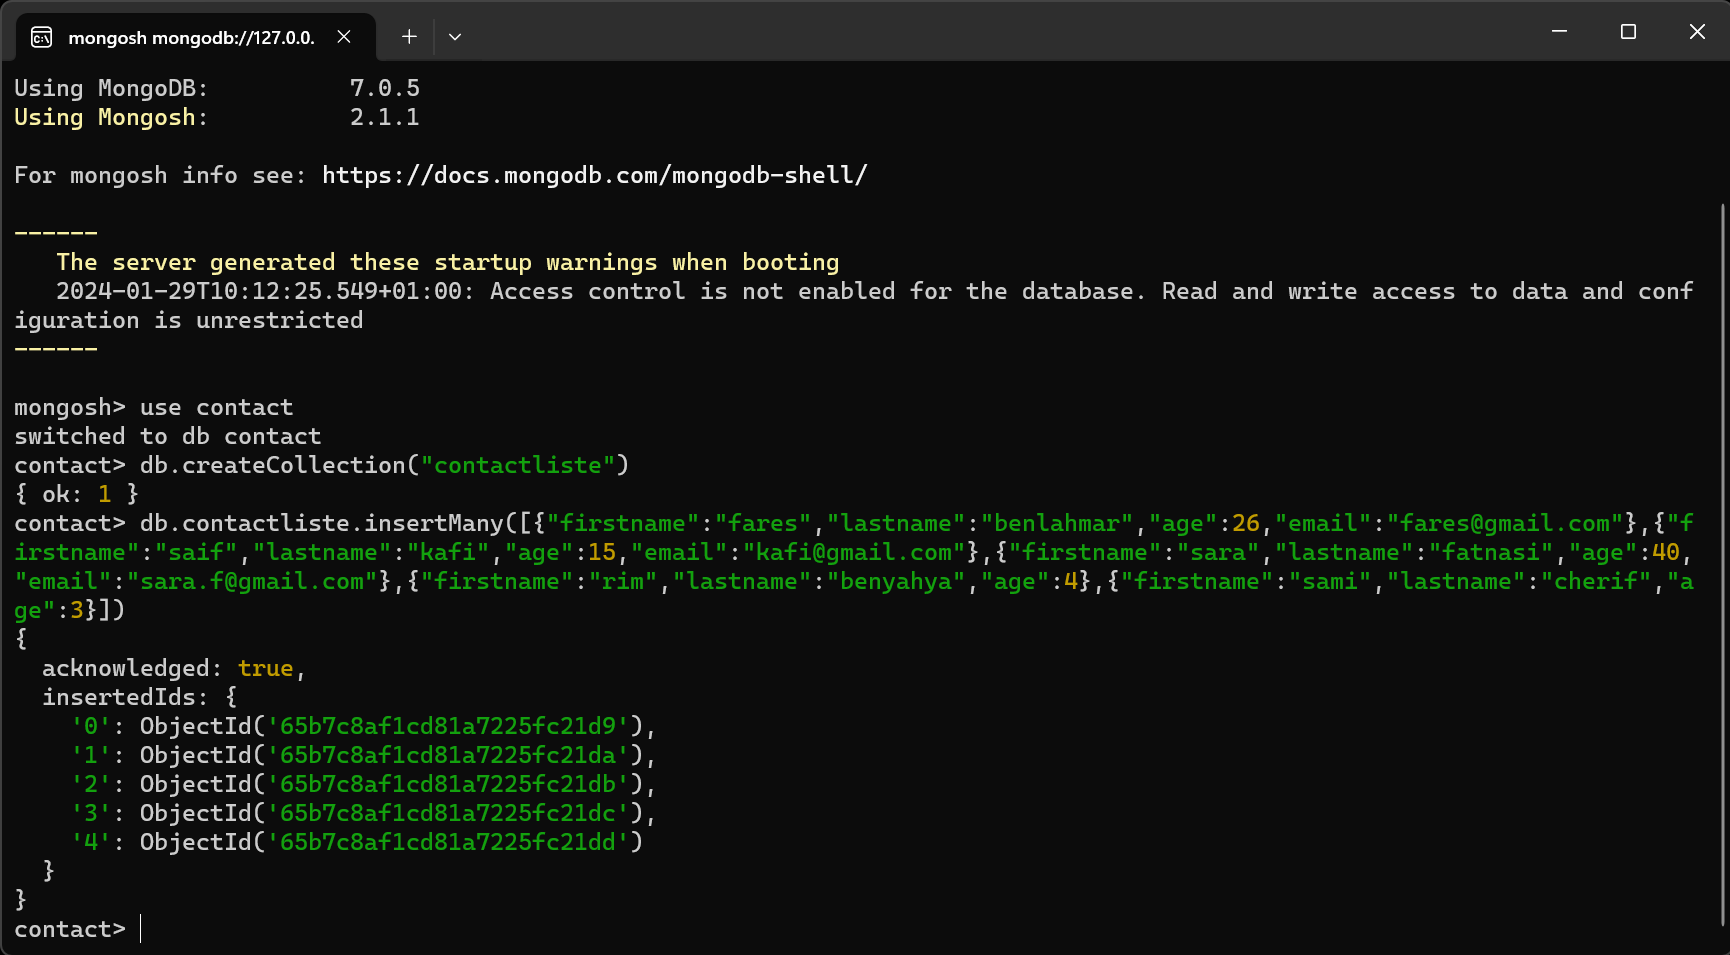 mongosh mongodb://127.0.0.
Using MongoDB:          7.0.5
Using Mongosh:          2.1.1
For mongosh info see: https://docs.mongodb.com/mongodb-shell/
------
   The server generated these startup warnings when booting
   2024-01-29T10:12:25.549+01:00: Access control is not enabled for the database. Read and write access to data and conf
iguration is unrestricted
------
mongosh> use contact
switched to db contact
contact> db.createCollection("contactliste")
{ ok: 1 }
contact> db.contactliste.insertMany([{"firstname":"fares","lastname":"benlahmar","age":26,"email":"fares@gmail.com"},{"f
irstname":"saif","lastname":"kafi","age":15,"email":"kafi@gmail.com"},{"firstname":"sara","lastname":"fatnasi","age":40,
"email":"sara.f@gmail.com"},{"firstname":"rim","lastname":"benyahya","age":4},{"firstname":"sami","lastname":"cherif","a
ge":3}])
{
  acknowledged: true,
  insertedIds: {
    '0': ObjectId('65b7c8af1cd81a7225fc21d9'),
    '1': ObjectId('65b7c8af1cd81a7225fc21da'),
    '2': ObjectId('65b7c8af1cd81a7225fc21db'),
    '3': ObjectId('65b7c8af1cd81a7225fc21dc'),
    '4': ObjectId('65b7c8af1cd81a7225fc21dd')
  }
}
contact>